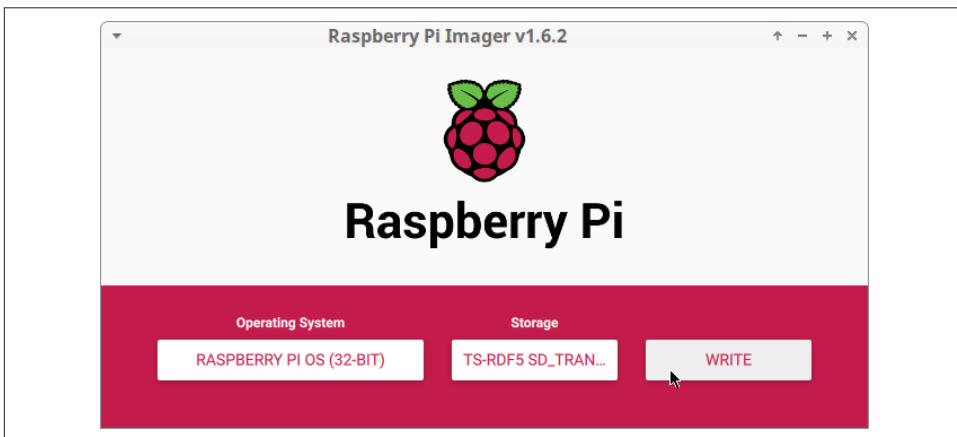 Raspberry Pi Imager v1.6.2
Raspberry Pi
Operating System Storage
RASPBERRY PI OS (32-BIT) TS-RDF5 SD_TRAN... WRITE